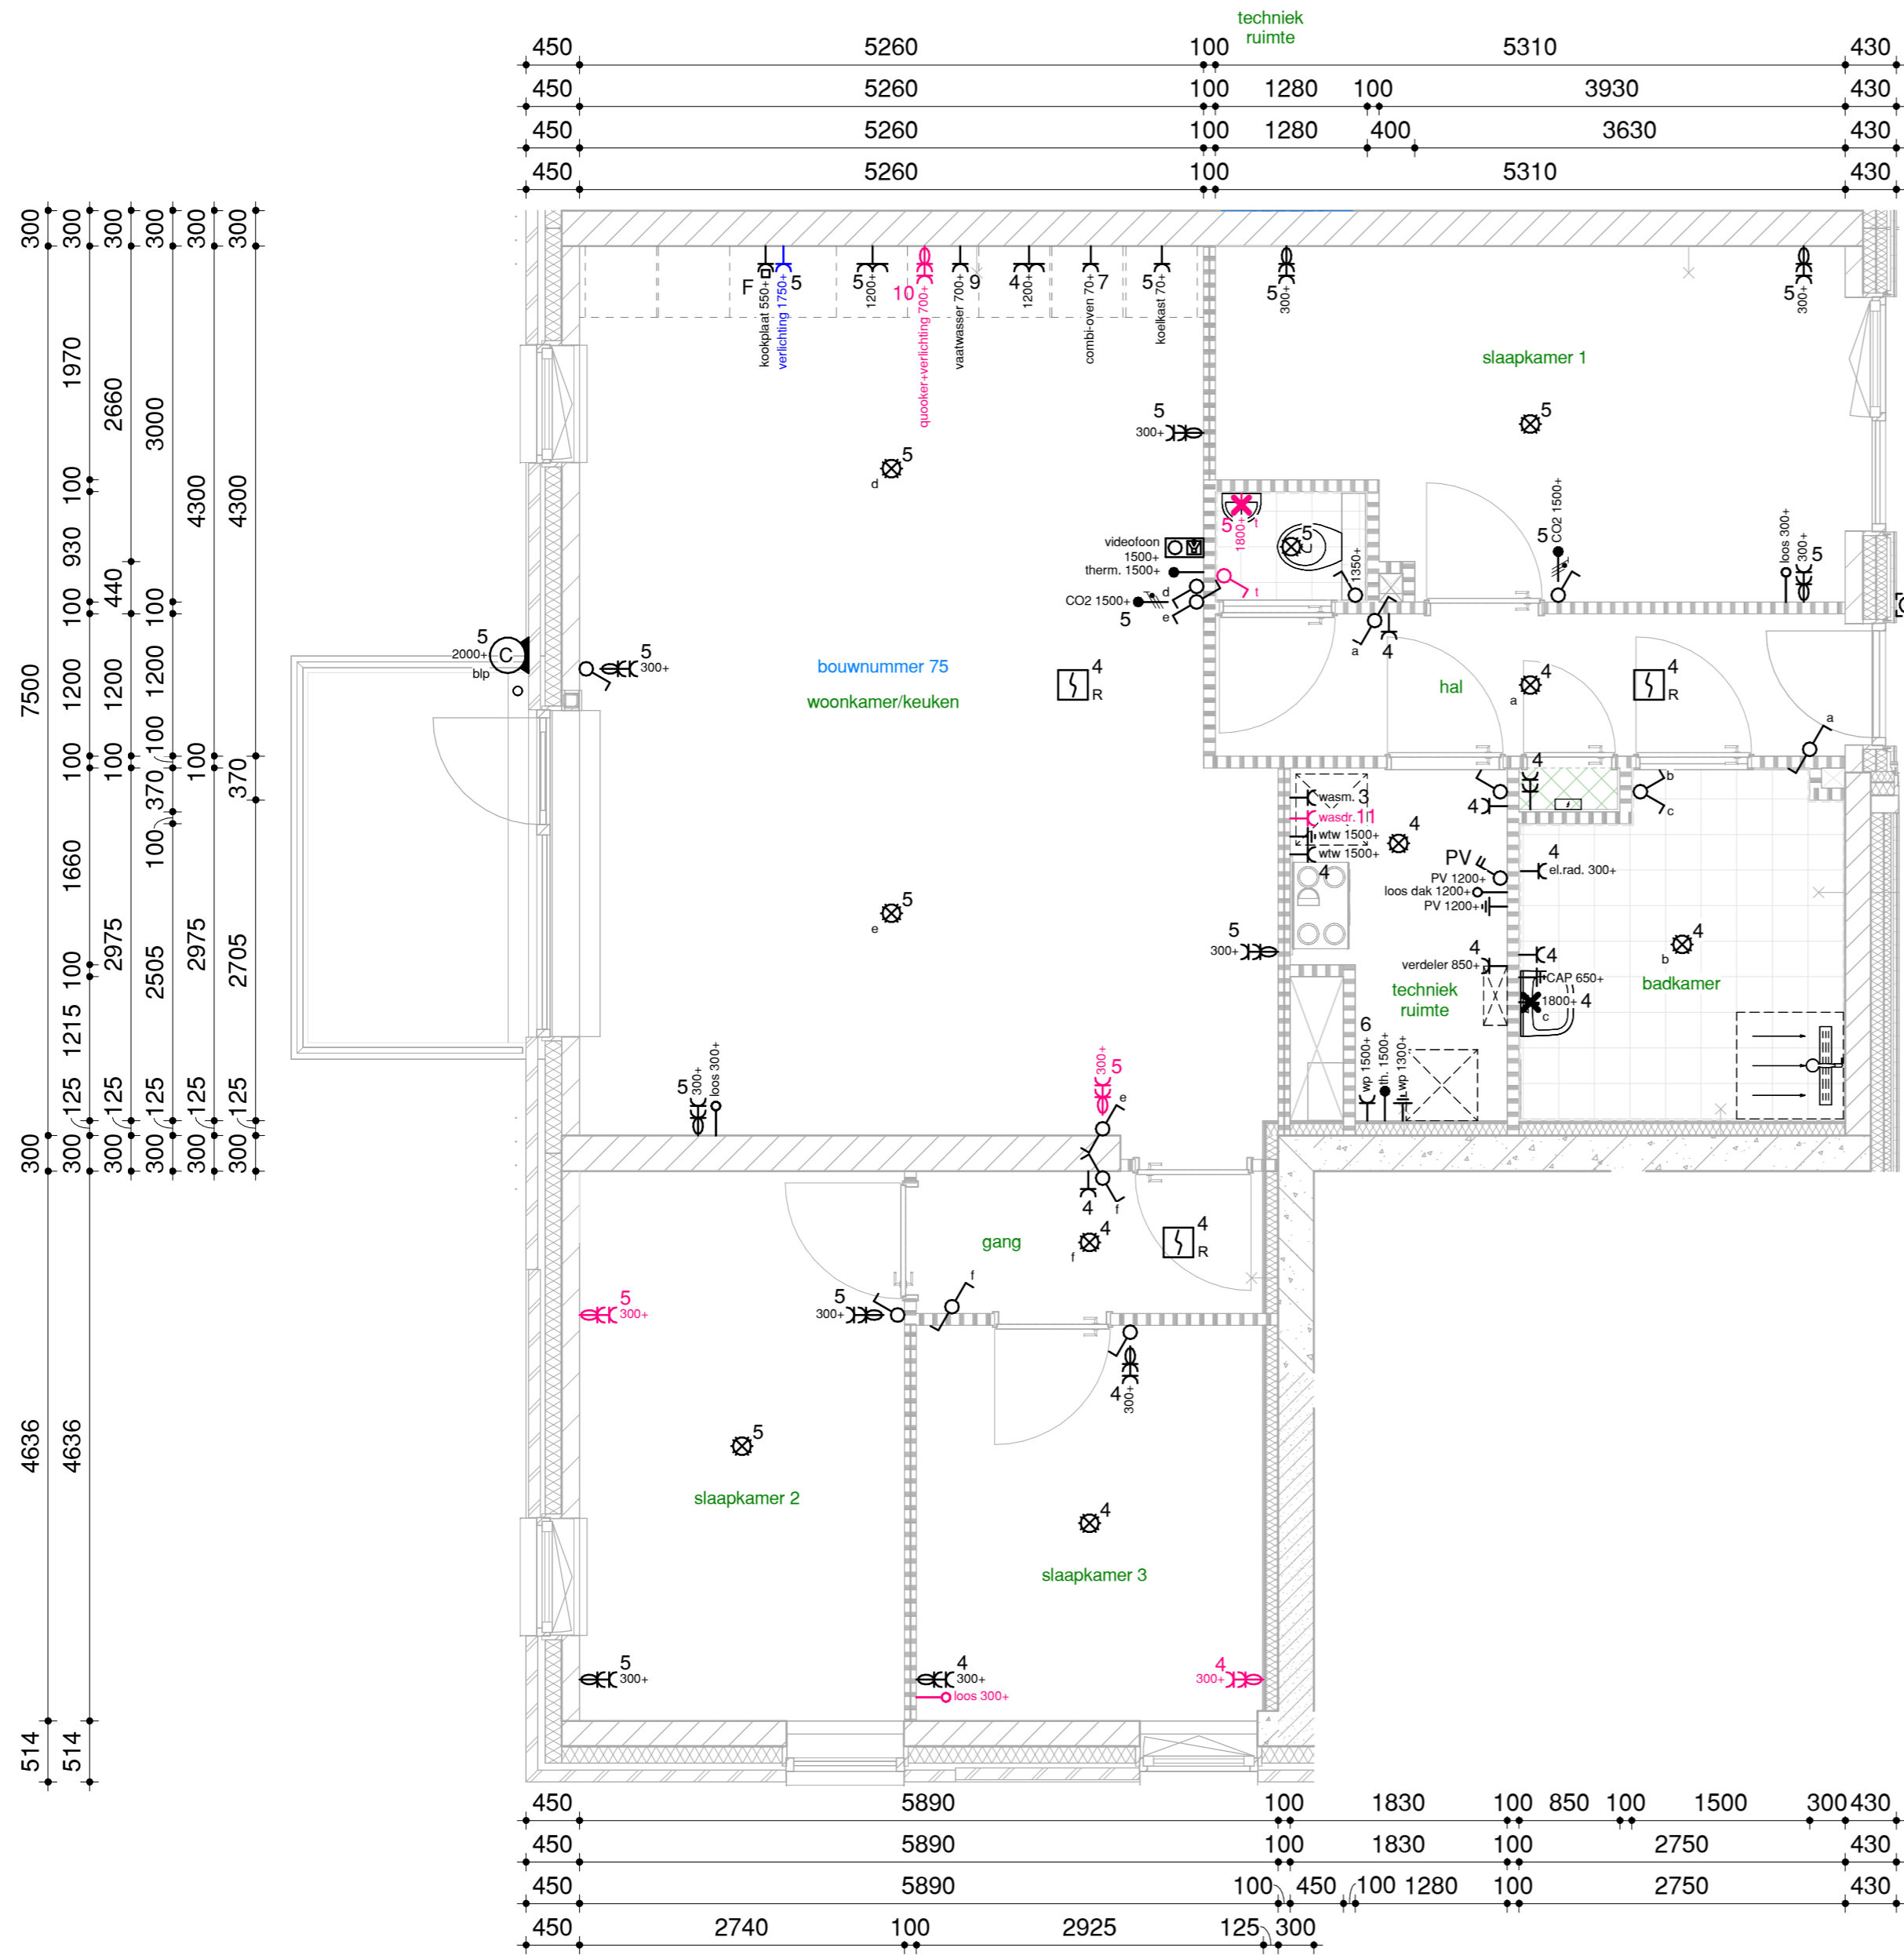 techniek
ruimte
450 5260 100 5310 430
450 5260 100 1280 100 3930 430
450 5260 100 1280 400 3630 430
450 5260 100 5310 430
300 300 300 300 300 300
7500
1970 100 930 100 1200 100 1660 100 1215 125
2660 440 1200 100 2975 125
3000 100 1200 100 370 100 2505 125
4300 100 2975 125
4300 370 2705 125
300 300 300 300 300 300
4636 4636
514 514
F
kookplaat 550+
verlichting 1750+
5
5
1200+
10
quooker+verlichting 700+
vaatwasser 700+
9
4
1200+
combi-oven 70+
7
5
koelkast 70+
5
300+
5
300+
slaapkamer 1
5
5
300+
5
d
5
1800+
t
5
t
1350+
videofoon
1500+
therm. 1500+
CO2 1500+
5
d
e
5
CO2 1500+
loos 300+
300+
5
a
4
5
2000+
C
blp
5
300+
bouwnummer 75
woonkamer/keuken
4
R
hal
4
a
4
R
a
wasm. 3
wasdr. 11
wtw 1500+
wtw 1500+
4
4
4
4
b
c
PV
PV 1200+
loos dak 1200+
PV 1200+
4
el.rad. 300+
5
e
5
300+
4
verdeler 850+
4
CAP 650+
1800+ 4
c
4
b
badkamer
techniek
ruimte
6
wp 1500+
th. 1500+
wp 1300+
5
300+
loos 300+
300+
5
e
4
f
gang
4
f
4
R
f
5
300+
5
300+
4
300+
5
slaapkamer 2
4
slaapkamer 3
5
300+
4
300+
loos 300+
4
300+
450 5890 100 1830 100 850 100 1500 300 430
450 5890 100 1830 100 2750 430
450 5890 100 450 100 1280 100 2750 430
450 2740 100 2925 125 300